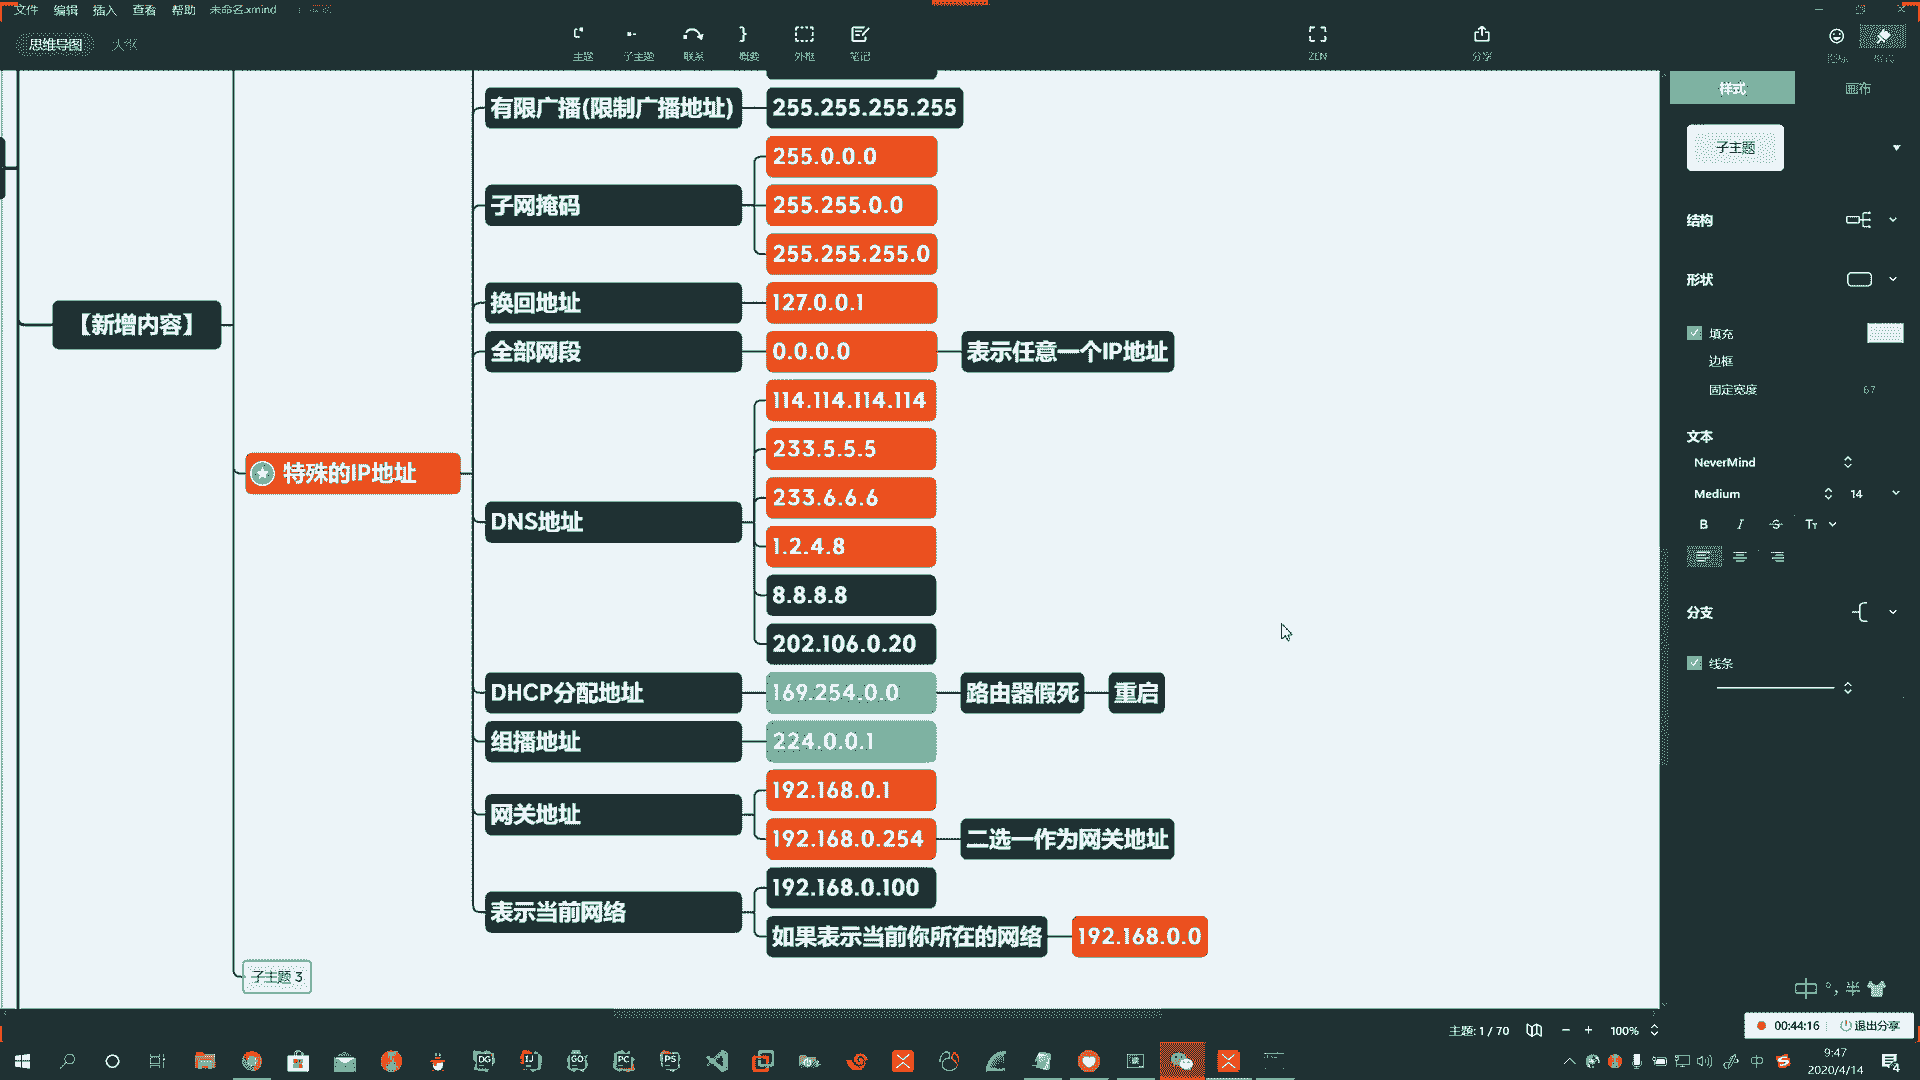 文件 编辑 插入 查看 帮助 未命名.xmind
思维导图 大纲
主题 子主题 联系 概要 外框 笔记 ZEN 分享
图标 格式
样式 画布
子主题
结构
形状
填充
边框
固定宽度 67
文本
NeverMind
Medium 14
B I S Tт
分支
线条
【新增内容】
特殊的IP地址
子主题 3
有限广播(限制广播地址) 255.255.255.255
子网掩码
255.0.0.0
255.255.0.0
255.255.255.0
换回地址 127.0.0.1
全部网段 0.0.0.0 表示任意一个IP地址
DNS地址
114.114.114.114
233.5.5.5
233.6.6.6
1.2.4.8
8.8.8.8
202.106.0.20
DHCP分配地址 169.254.0.0 路由器假死 重启
组播地址 224.0.0.1
网关地址
192.168.0.1
192.168.0.254 二选一作为网关地址
表示当前网络
192.168.0.100
如果表示当前你所在的网络 192.168.0.0
中 °, 半
主题: 1 / 70 100%
00:44:16 退出分享
DG IJ GO PC PS
中
9:47
2020/4/14